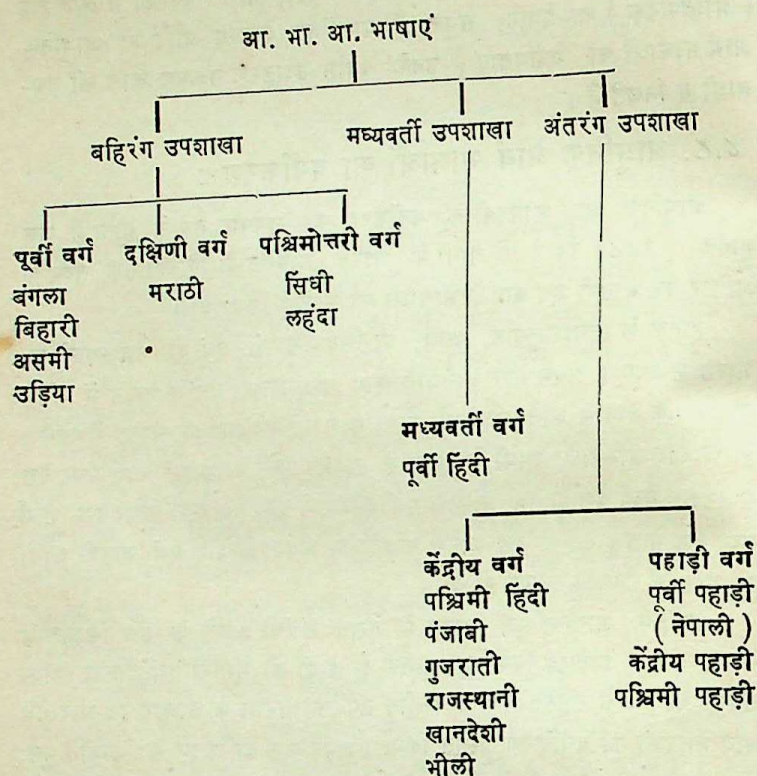 आ. भा. आ. भाषाएं
बहिरंग उपशाखा
मध्यवर्ती उपशाखा
अंतरंग उपशाखा
पूर्वी वर्ग
बंगला
बिहारी
असमी
उड़िया
दक्षिणी वर्ग
मराठी
पश्चिमोत्तरी वर्ग
सिंधी
लहंदा
मध्यवर्ती वर्ग
पूर्वी हिंदी
केंद्रीय वर्ग
पश्चिमी हिंदी
पंजाबी
गुजराती
राजस्थानी
खानदेशी
भीली
पहाड़ी वर्ग
पूर्वी पहाड़ी
( नेपाली )
केंद्रीय पहाड़ी
पश्चिमी पहाड़ी